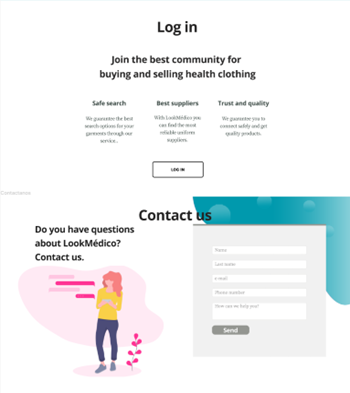 Log in
Join the best community for
buying and selling health clothing
Safe search
We guarantee the best
search options for your
garments through our
service..
Best suppliers
With LookMédico you
can find the most
reliable uniform
suppliers.
Trust and quality
We guarantee you to
connect safely and get
quality products.
LOG IN
Contact us
Do you have questions
about LookMédico?
Contact us.
Name
Last name
e-mail
Phone number
How can we help you?
Send